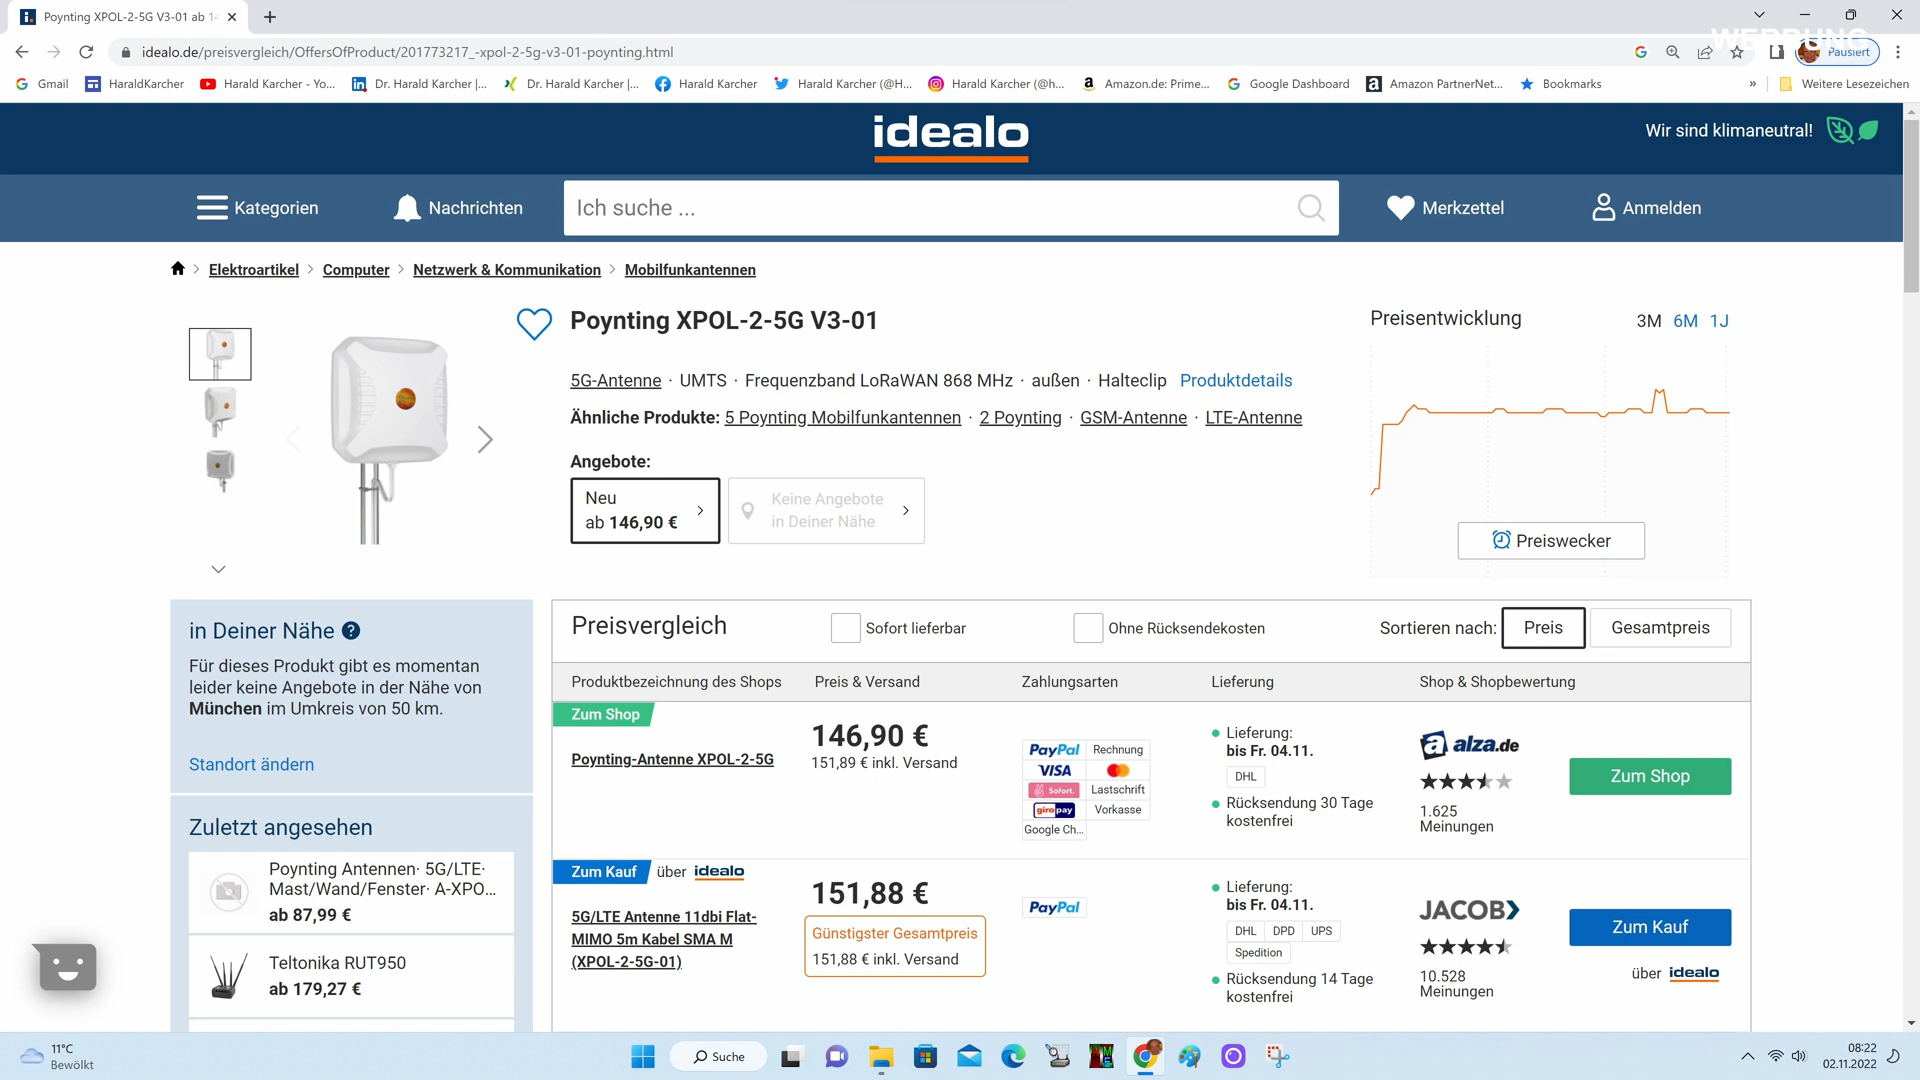 Poynting XPOL-2-5G V3-01 ab 14
WERBUNG
idealo.de/preisvergleich/OffersOfProduct/201773217_-xpol-2-5g-v3-01-poynting.html
Pausiert
Gmail HaraldKarcher Harald Karcher - Yo... Dr. Harald Karcher |... Dr. Harald Karcher |... Harald Karcher Harald Karcher (@H... Harald Karcher (@h... Amazon.de: Prime... Google Dashboard Amazon PartnerNet... Bookmarks » Weitere Lesezeichen
idealo
Wir sind klimaneutral!
Kategorien Nachrichten Ich suche ... Merkzettel Anmelden
Elektroartikel > Computer > Netzwerk & Kommunikation > Mobilfunkantennen
Poynting XPOL-2-5G V3-01
5G-Antenne · UMTS · Frequenzband LoRaWAN 868 MHz · außen · Halteclip Produktdetails
Ähnliche Produkte: 5 Poynting Mobilfunkantennen · 2 Poynting · GSM-Antenne · LTE-Antenne
Angebote:
Neu
ab 146,90 €
Keine Angebote
in Deiner Nähe
Preisentwicklung 3M 6M 1J
Preiswecker
in Deiner Nähe ?
Für dieses Produkt gibt es momentan
leider keine Angebote in der Nähe von
München im Umkreis von 50 km.
Standort ändern
Zuletzt angesehen
Poynting Antennen· 5G/LTE·
Mast/Wand/Fenster· A-XPO...
ab 87,99 €
Teltonika RUT950
ab 179,27 €
Preisvergleich Sofort lieferbar Ohne Rücksendekosten Sortieren nach: Preis Gesamtpreis
Produktbezeichnung des Shops Preis & Versand Zahlungsarten Lieferung Shop & Shopbewertung
Zum Shop
Poynting-Antenne XPOL-2-5G
146,90 €
151,89 € inkl. Versand
PayPal Rechnung
VISA
Sofort. Lastschrift
giropay Vorkasse
Google Ch...
Lieferung:
bis Fr. 04.11.
DHL
Rücksendung 30 Tage
kostenfrei
alza.de
1.625
Meinungen
Zum Shop
Zum Kauf über idealo
5G/LTE Antenne 11dbi Flat-
MIMO 5m Kabel SMA M
(XPOL-2-5G-01)
151,88 €
Günstigster Gesamtpreis
151,88 € inkl. Versand
PayPal
Lieferung:
bis Fr. 04.11.
DHL DPD UPS
Spedition
Rücksendung 14 Tage
kostenfrei
JACOB
10.528
Meinungen
Zum Kauf
über idealo
11°C
Bewölkt
Suche
08:22
02.11.2022